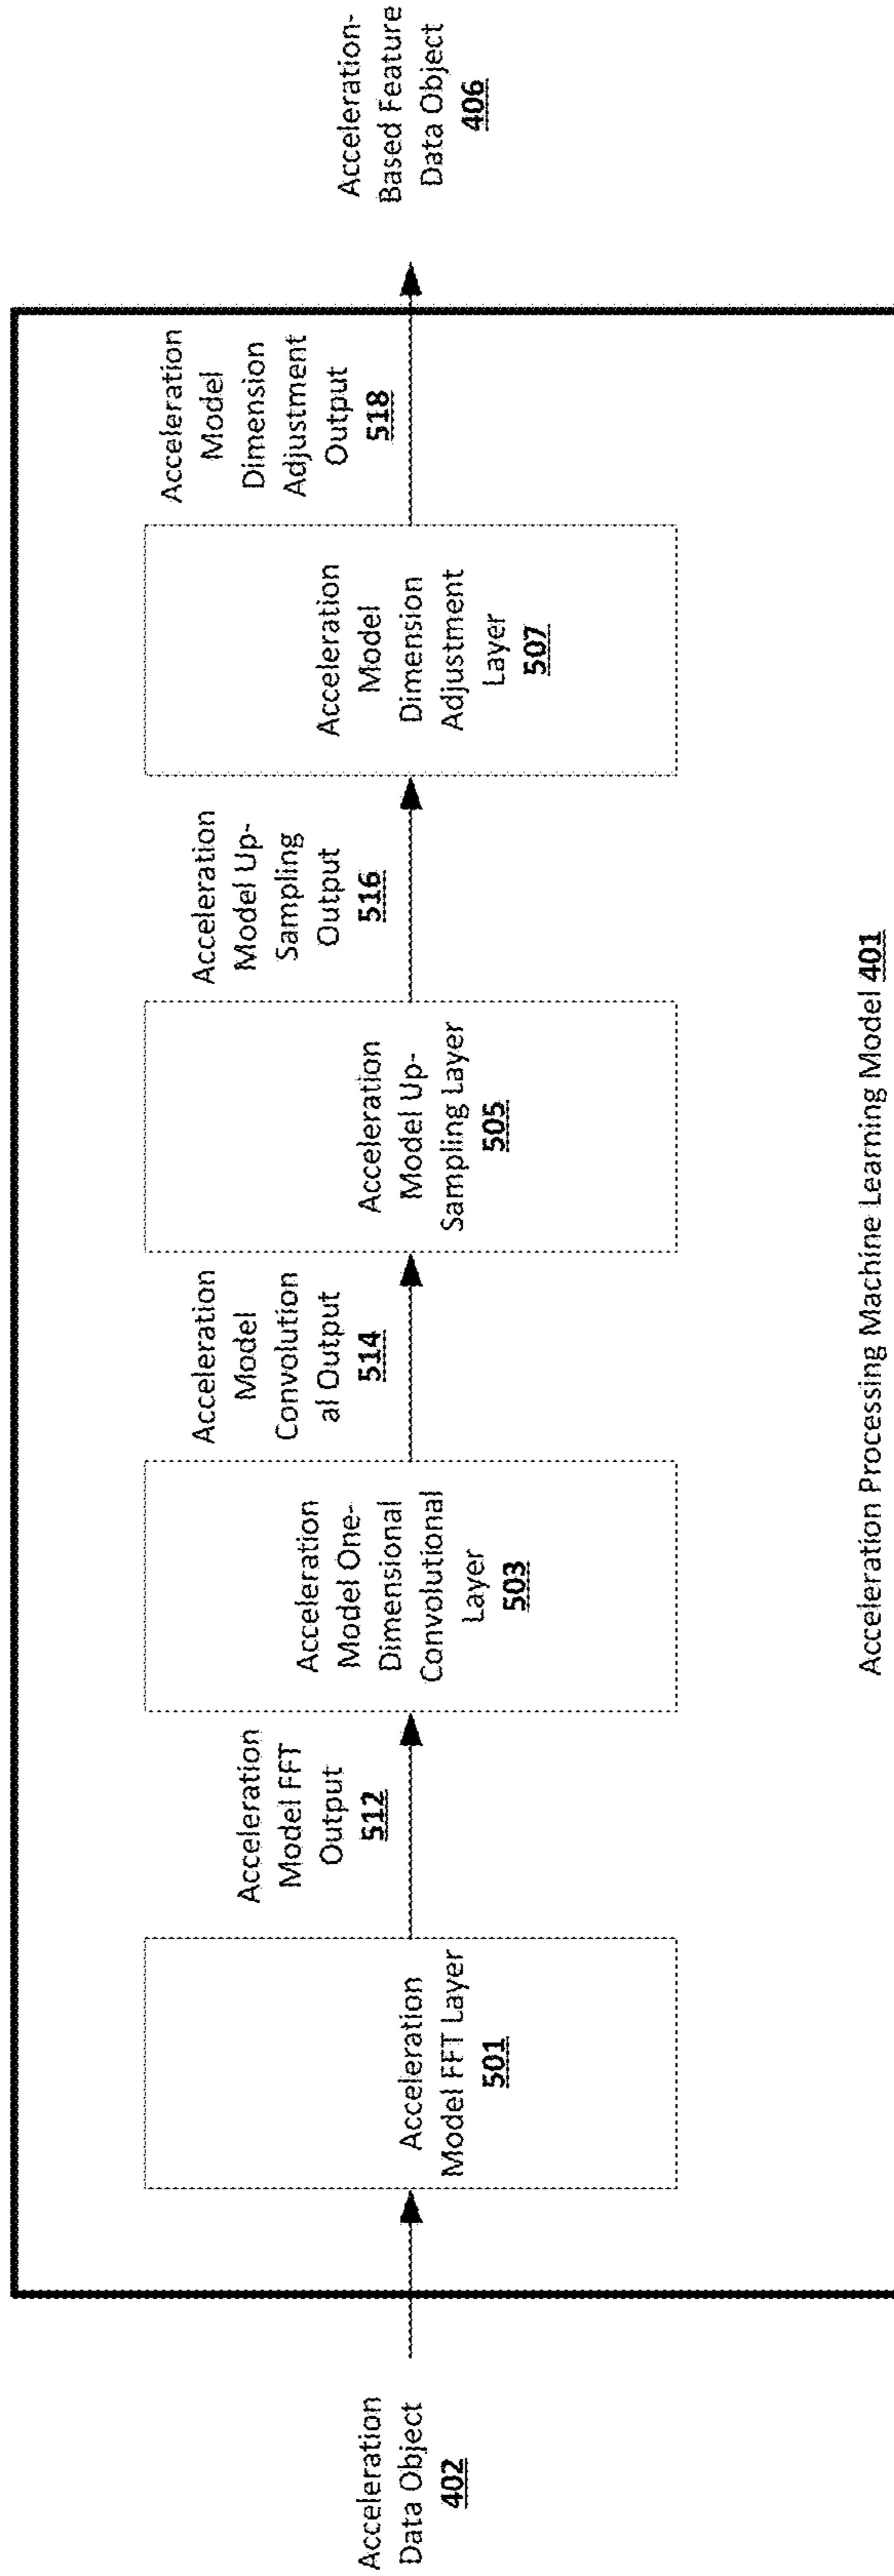 Acceleration
Data Object
402
Acceleration
Model FFT Layer
501
Acceleration
Model FFT
Output
512
Acceleration
Model One-
Dimensional
Convolutional
Layer
503
Acceleration
Model
Convolution
al Output
514
Acceleration
Model Up-
Sampling Layer
505
Acceleration
Model Up-
Sampling
Output
516
Acceleration
Model
Dimension
Adjustment
Layer
507
Acceleration
Model
Dimension
Adjustment
Output
518
Acceleration-
Based Feature
Data Object
406
Acceleration Processing Machine Learning Model 401